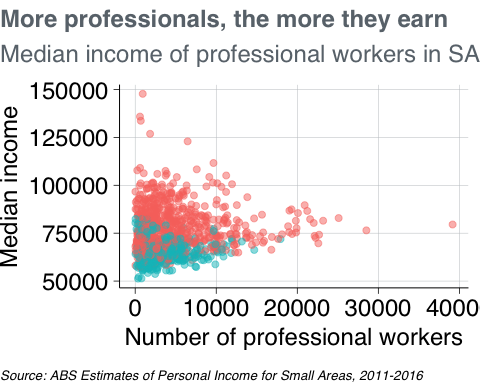 More professionals, the more they earn
Median income of professional workers in SA
150000
125000
100000
75000
50000
Median income
0
10000
20000
30000
4000
Number of professional workers
Source: ABS Estimates of Personal Income for Small Areas, 2011-2016